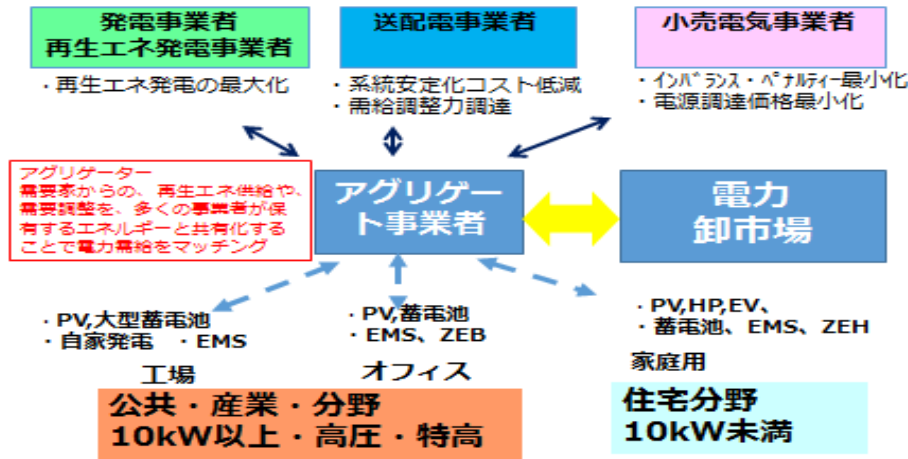 発電事業者
再生エネ発電事業者
送配電事業者
小売電気事業者
・再生エネ発電の最大化
・系統安定化コスト低減
・需給調整力調達
・ｲﾝﾊﾞﾗﾝｽ・ﾍﾟﾅﾙﾃｨｰ最小化
・電源調達価格最小化
アグリゲーター
需要家からの、再生エネ供給や、
需要調整を、多くの事業者が保
有するエネルギーと共有化する
ことで電力需給をマッチング
アグリゲー
ト事業者
電力
卸市場
・PV,大型蓄電池
・自家発電 ・EMS
・PV,蓄電池
・EMS、ZEB
・PV,HP,EV、
・蓄電池、EMS、ZEH
工場
オフィス
家庭用
公共・産業・分野
10kW以上・高圧・特高
住宅分野
10kW未満